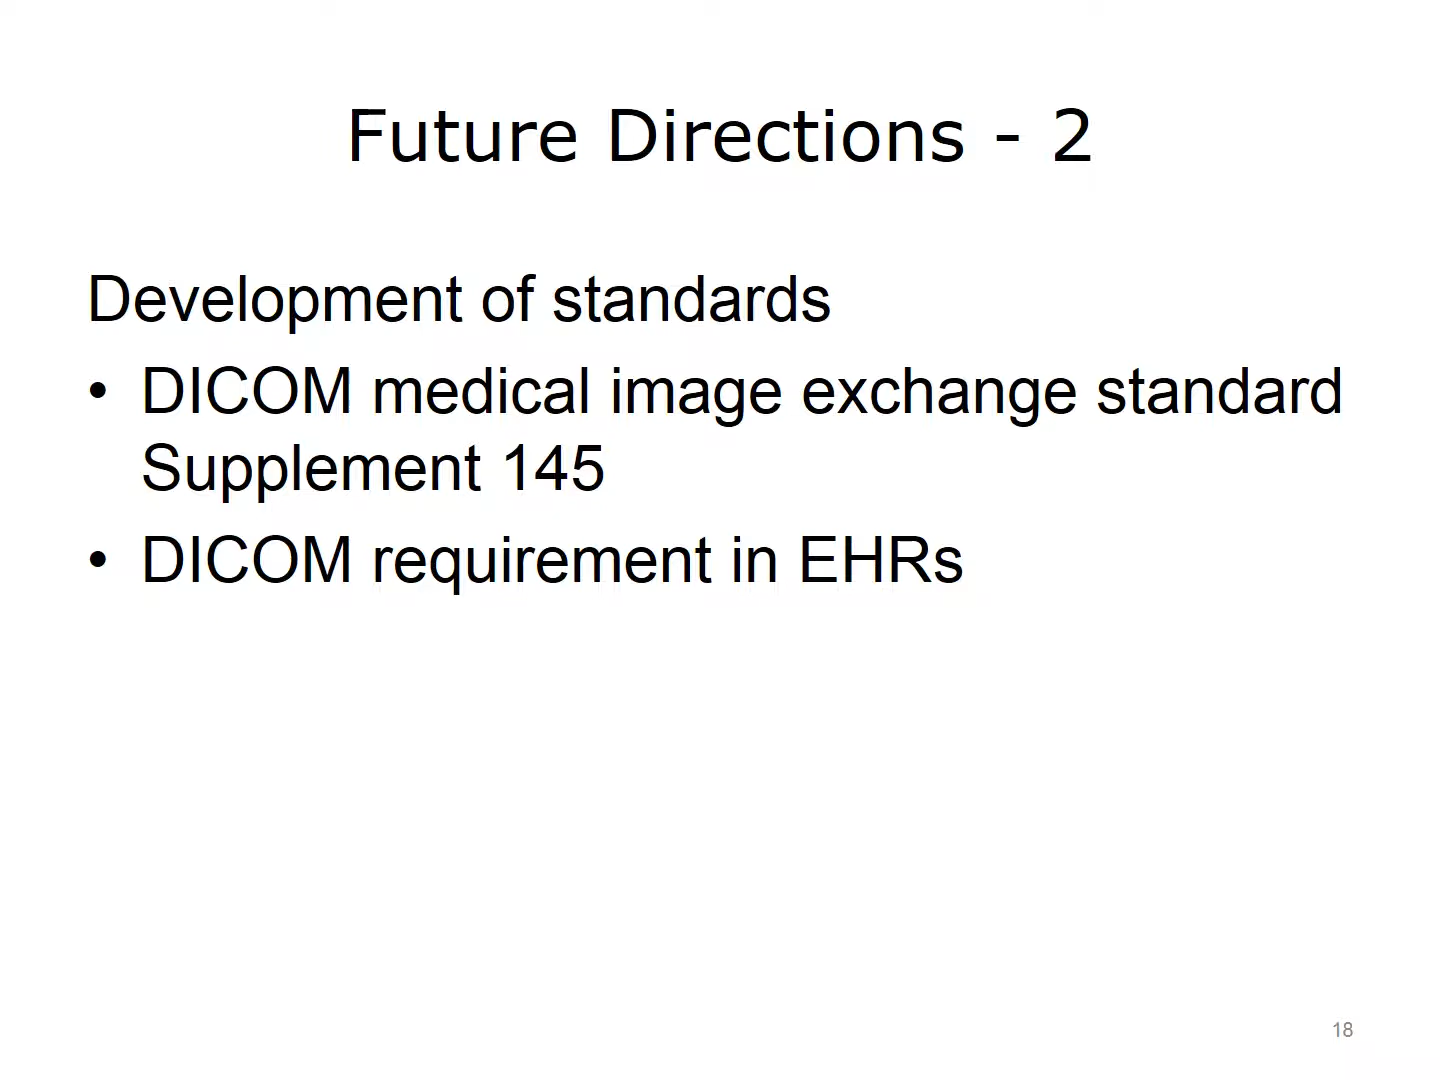 Future Directions - 2
Development of standards
• DICOM medical image exchange standard
Supplement 145
• DICOM requirement in EHRs
18